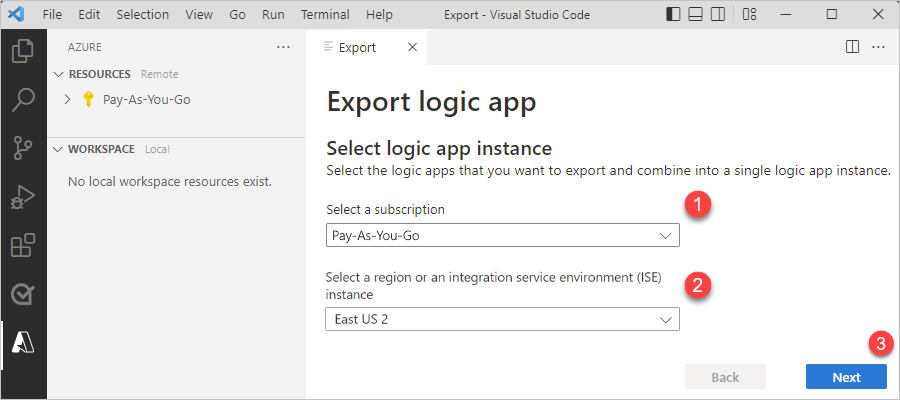 File Edit Selection View Go Run Terminal Help Export - Visual Studio Code
AZURE ···
RESOURCES Remote
Pay-As-You-Go
WORKSPACE Local
No local workspace resources exist.
Export
Export logic app
Select logic app instance
Select the logic apps that you want to export and combine into a single logic app instance.
Select a subscription
1
Pay-As-You-Go
Select a region or an integration service environment (ISE)
instance
2
East US 2
3
Back Next